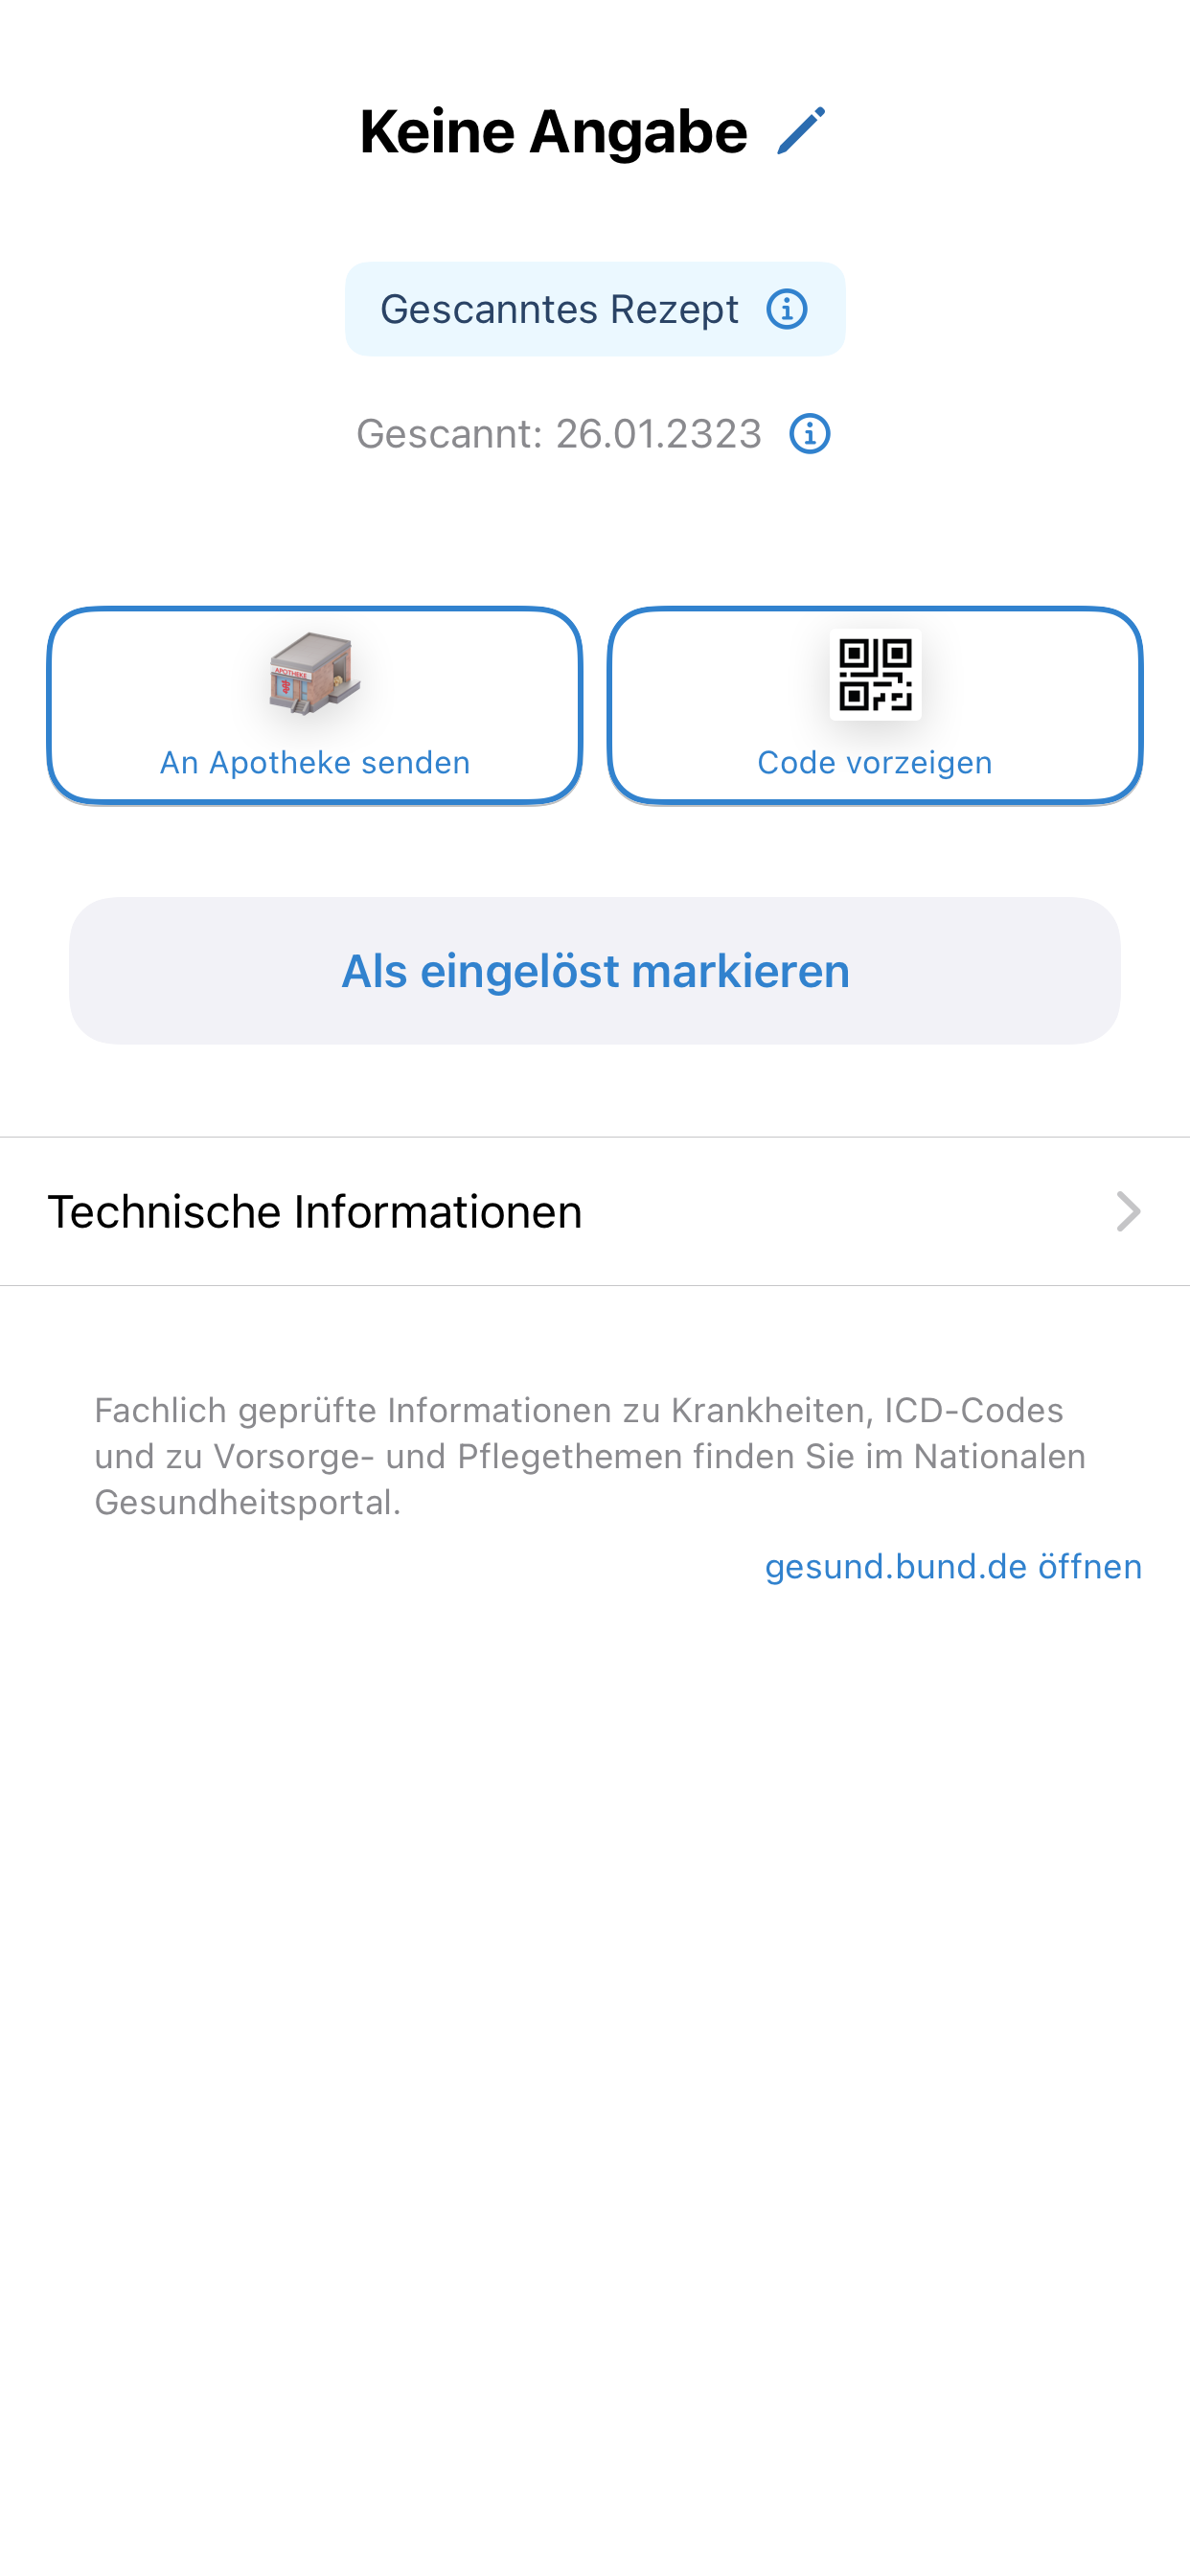 Keine Angabe
Gescanntes Rezept
Gescannt: 26.01.2323
APOTHEKE
An Apotheke senden
Code vorzeigen
Als eingelöst markieren
Technische Informationen
Fachlich geprüfte Informationen zu Krankheiten, ICD-Codes
und zu Vorsorge- und Pflegethemen finden Sie im Nationalen
Gesundheitsportal.
gesund.bund.de öffnen